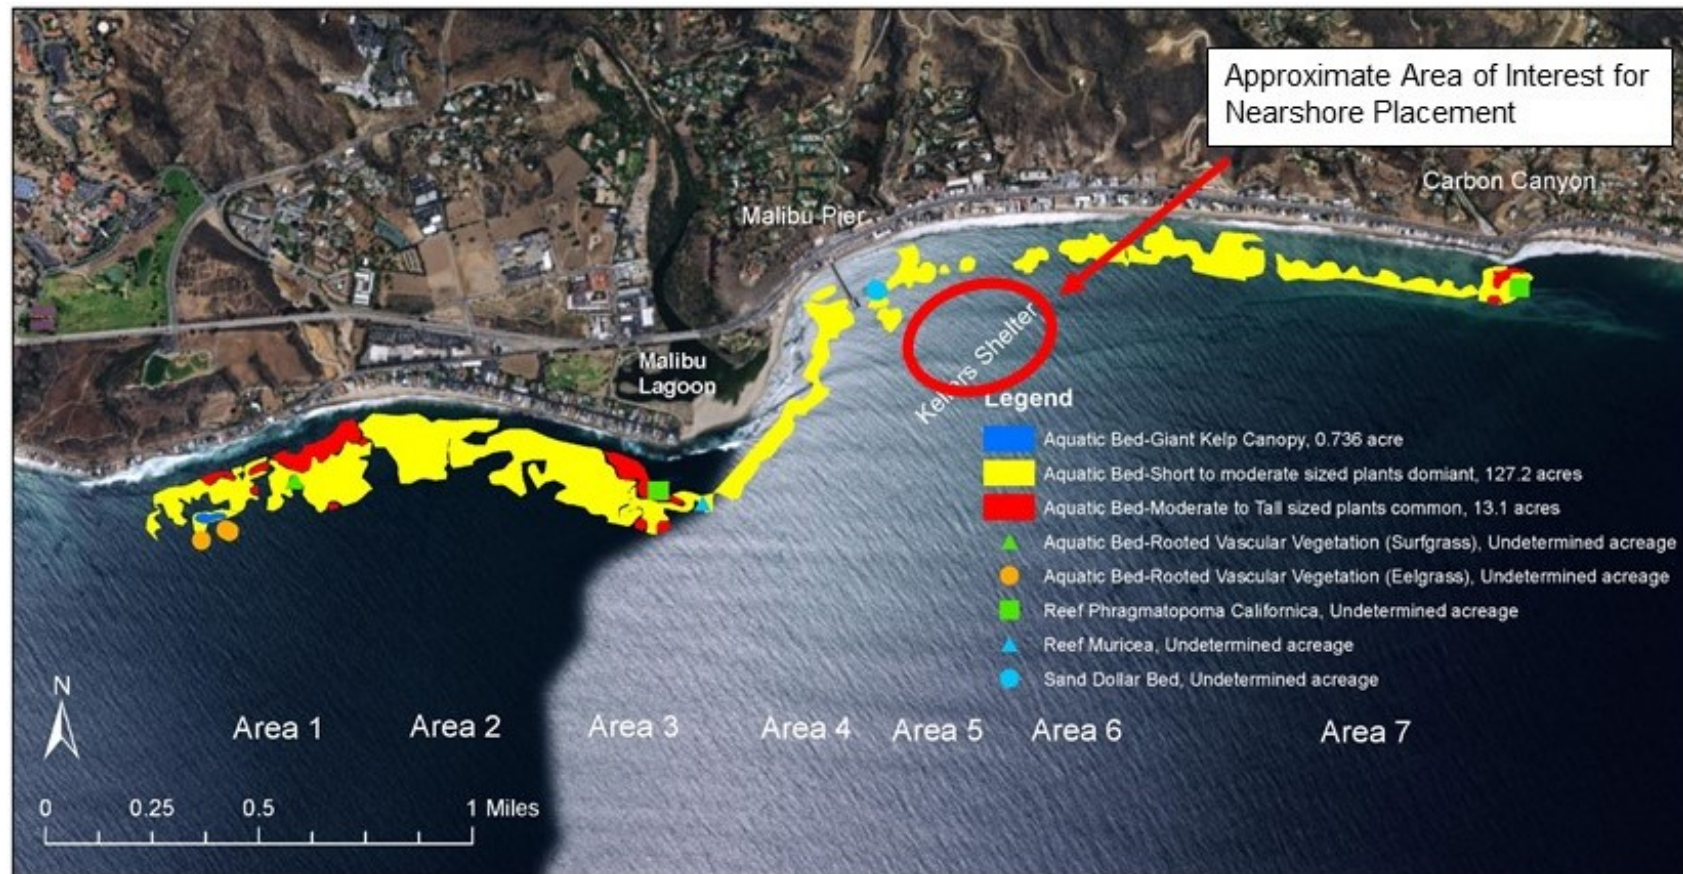 Approximate Area of Interest for
Nearshore Placement
Carbon Canyon
Malibu Pier
Kellers Shelter
Malibu
Lagoon
Legend
Aquatic Bed-Giant Kelp Canopy, 0.736 acre
Aquatic Bed-Short to moderate sized plants domiant, 127.2 acres
Aquatic Bed-Moderate to Tall sized plants common, 13.1 acres
Aquatic Bed-Rooted Vascular Vegetation (Surfgrass), Undetermined acreage
Aquatic Bed-Rooted Vascular Vegetation (Eelgrass), Undetermined acreage
Reef Phragmatopoma Californica, Undetermined acreage
Reef Muricea, Undetermined acreage
Sand Dollar Bed, Undetermined acreage
N
Area 1 Area 2 Area 3 Area 4 Area 5 Area 6 Area 7
0 0.25 0.5 1 Miles